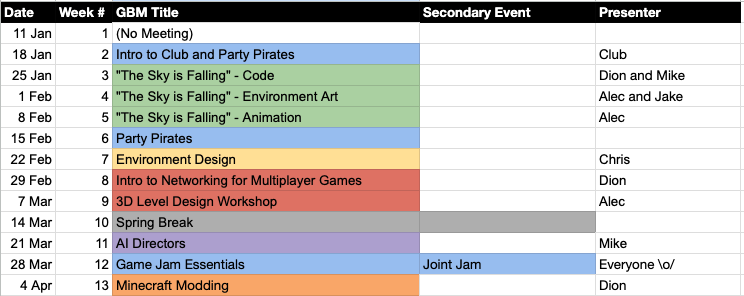 Date Week # GBM Title Secondary Event Presenter
11 Jan 1 (No Meeting)
18 Jan 2 Intro to Club and Party Pirates Club
25 Jan 3 "The Sky is Falling" - Code Dion and Mike
1 Feb 4 "The Sky is Falling" - Environment Art Alec and Jake
8 Feb 5 "The Sky is Falling" - Animation Alec
15 Feb 6 Party Pirates
22 Feb 7 Environment Design Chris
29 Feb 8 Intro to Networking for Multiplayer Games Dion
7 Mar 9 3D Level Design Workshop Alec
14 Mar 10 Spring Break
21 Mar 11 AI Directors Mike
28 Mar 12 Game Jam Essentials Joint Jam Everyone \o/
4 Apr 13 Minecraft Modding Dion